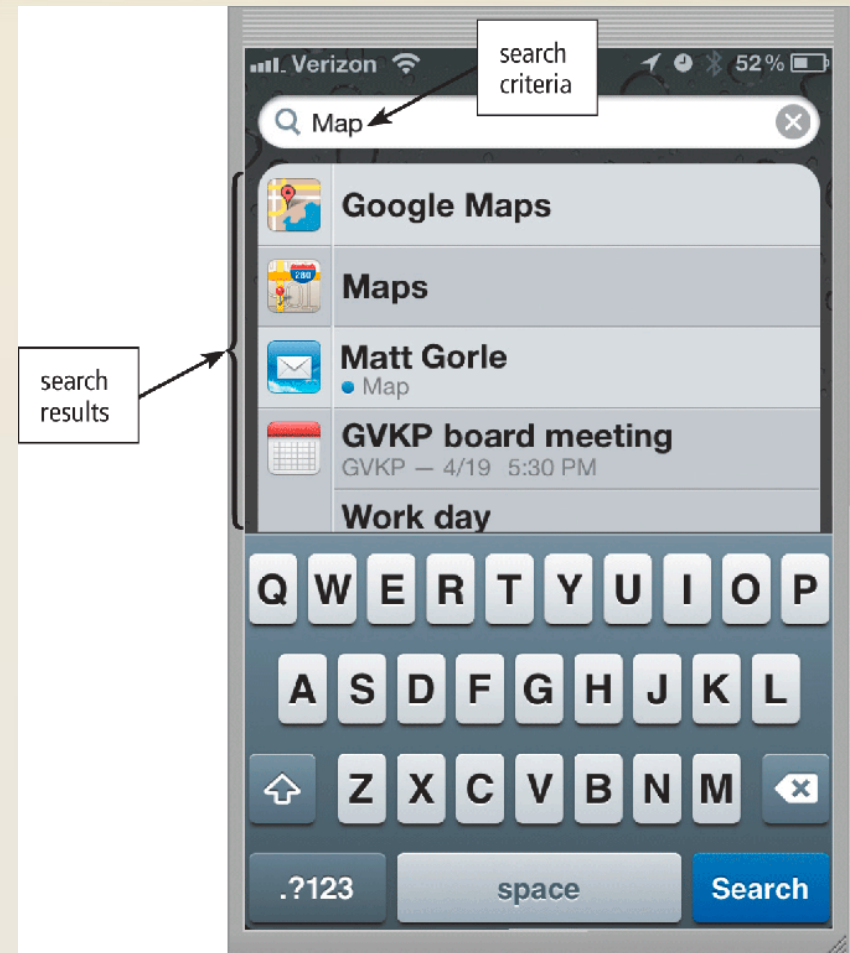 search
criteria
Verizon 52%
Map
Google Maps
280
Maps
Matt Gorle
Map
search
results
GVKP board meeting
GVKP — 4/19 5:30 PM
Work day
Q W E R T Y U I O P
A S D F G H J K L
Z X C V B N M
.?123 space Search